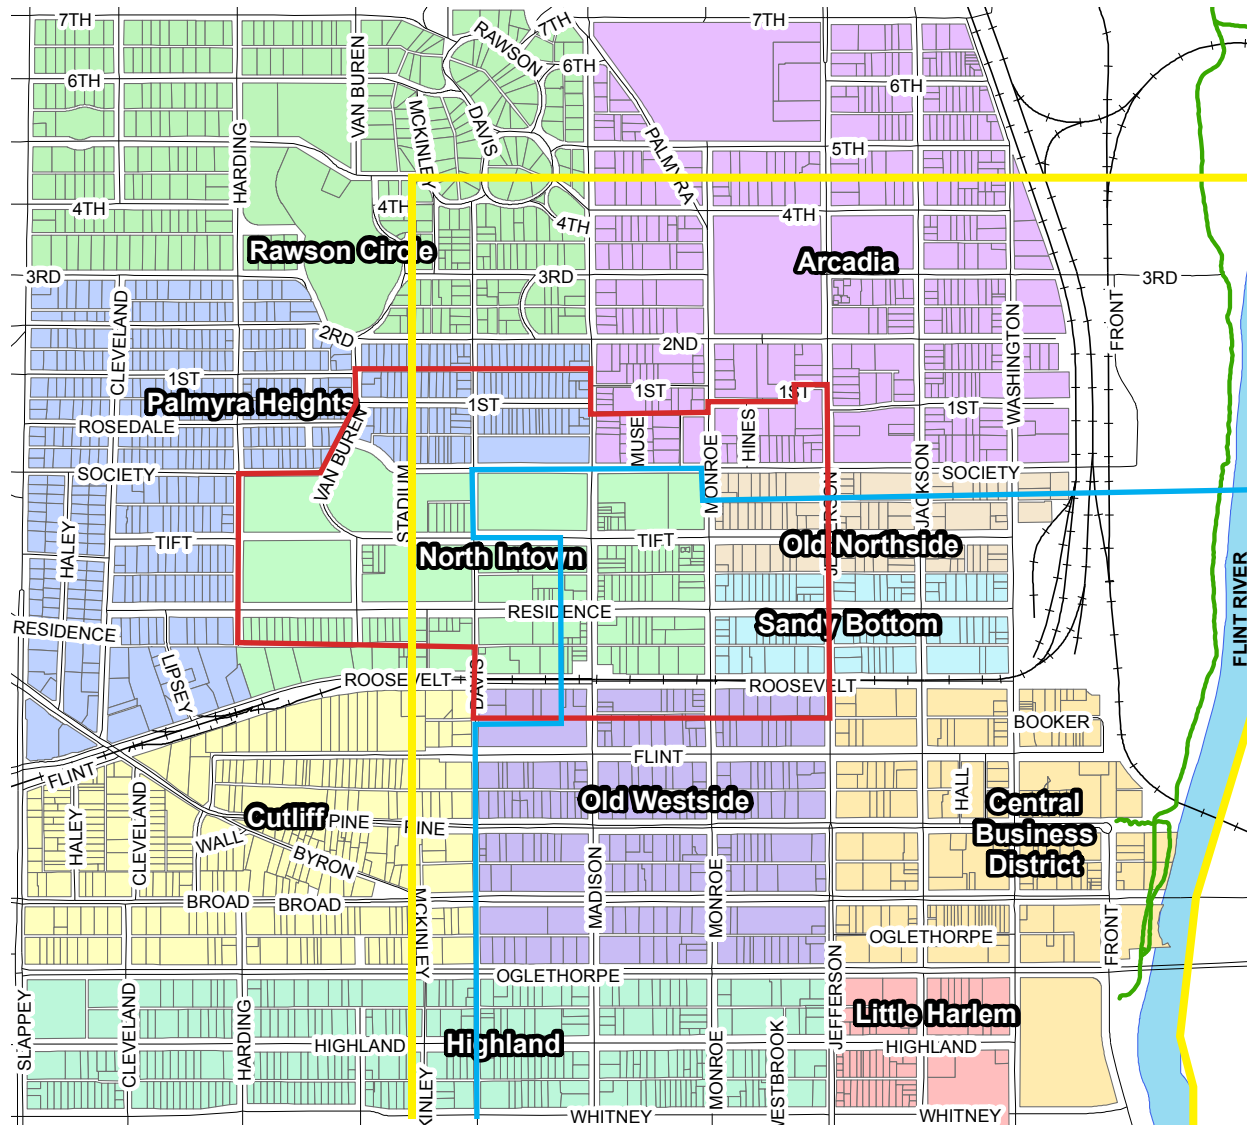 7TH
7TH
7TH
RAWSON
6TH
6TH
6TH
VAN BUREN
MCKINLEY
DAVIS
HARDING
PALMYRA
5TH
4TH
4TH
4TH
4TH
Rawson Circle
Arcadia
3RD
3RD
3RD
CLEVELAND
2RD
2ND
WASHINGTON
FRONT
1ST
1ST
1ST
1ST
1ST
Palmyra Heights
ROSEDALE
VAN BUREN
MUSE
MONROE
HINES
SOCIETY
SOCIETY
STADIUM
JACKSON
HALEY
TIFT
TIFT
North Intown
Old Northside
FLINT RIVER
RESIDENCE
RESIDENCE
Sandy Bottom
LIPSEY
DAVIS
ROOSEVELT
ROOSEVELT
BOOKER
FLINT
FLINT
HALEY
CLEVELAND
Cutliff
PINE
PINE
WALL
BYRON
Old Westside
HALL
Central
Business
District
BROAD
BROAD
MCKINLEY
MADISON
MONROE
OGLETHORPE
FRONT
OGLETHORPE
SLAPPEY
CLEVELAND
HARDING
HIGHLAND
Highland
MONROE
WESTBROOK
JEFFERSON
Little Harlem
HIGHLAND
KINLEY
WHITNEY
WHITNEY